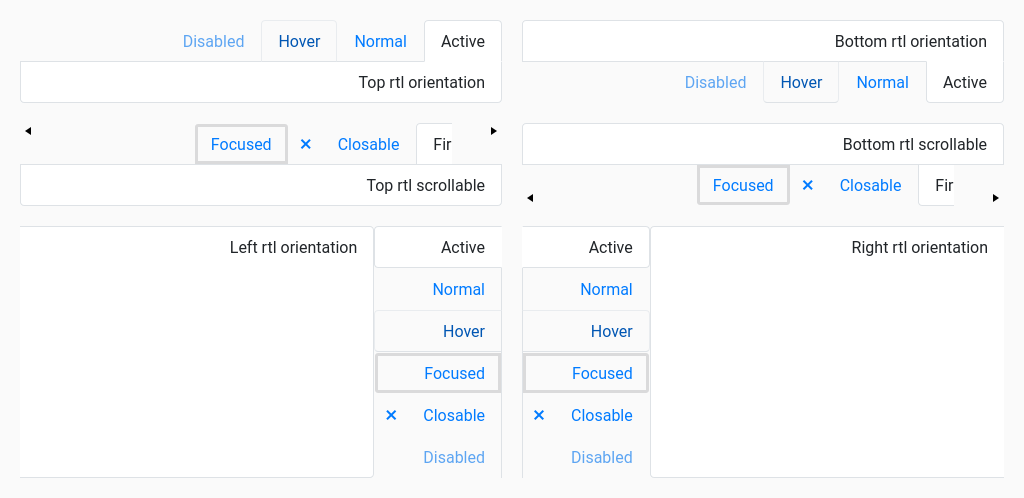 Disabled Hover Normal Active
Top rtl orientation
Focused × Closable Fir
Top rtl scrollable
Left rtl orientation
Active
Normal
Hover
Focused
× Closable
Disabled
Bottom rtl orientation
Disabled Hover Normal Active
Bottom rtl scrollable
Focused × Closable Fir
Active
Normal
Hover
Focused
× Closable
Disabled
Right rtl orientation